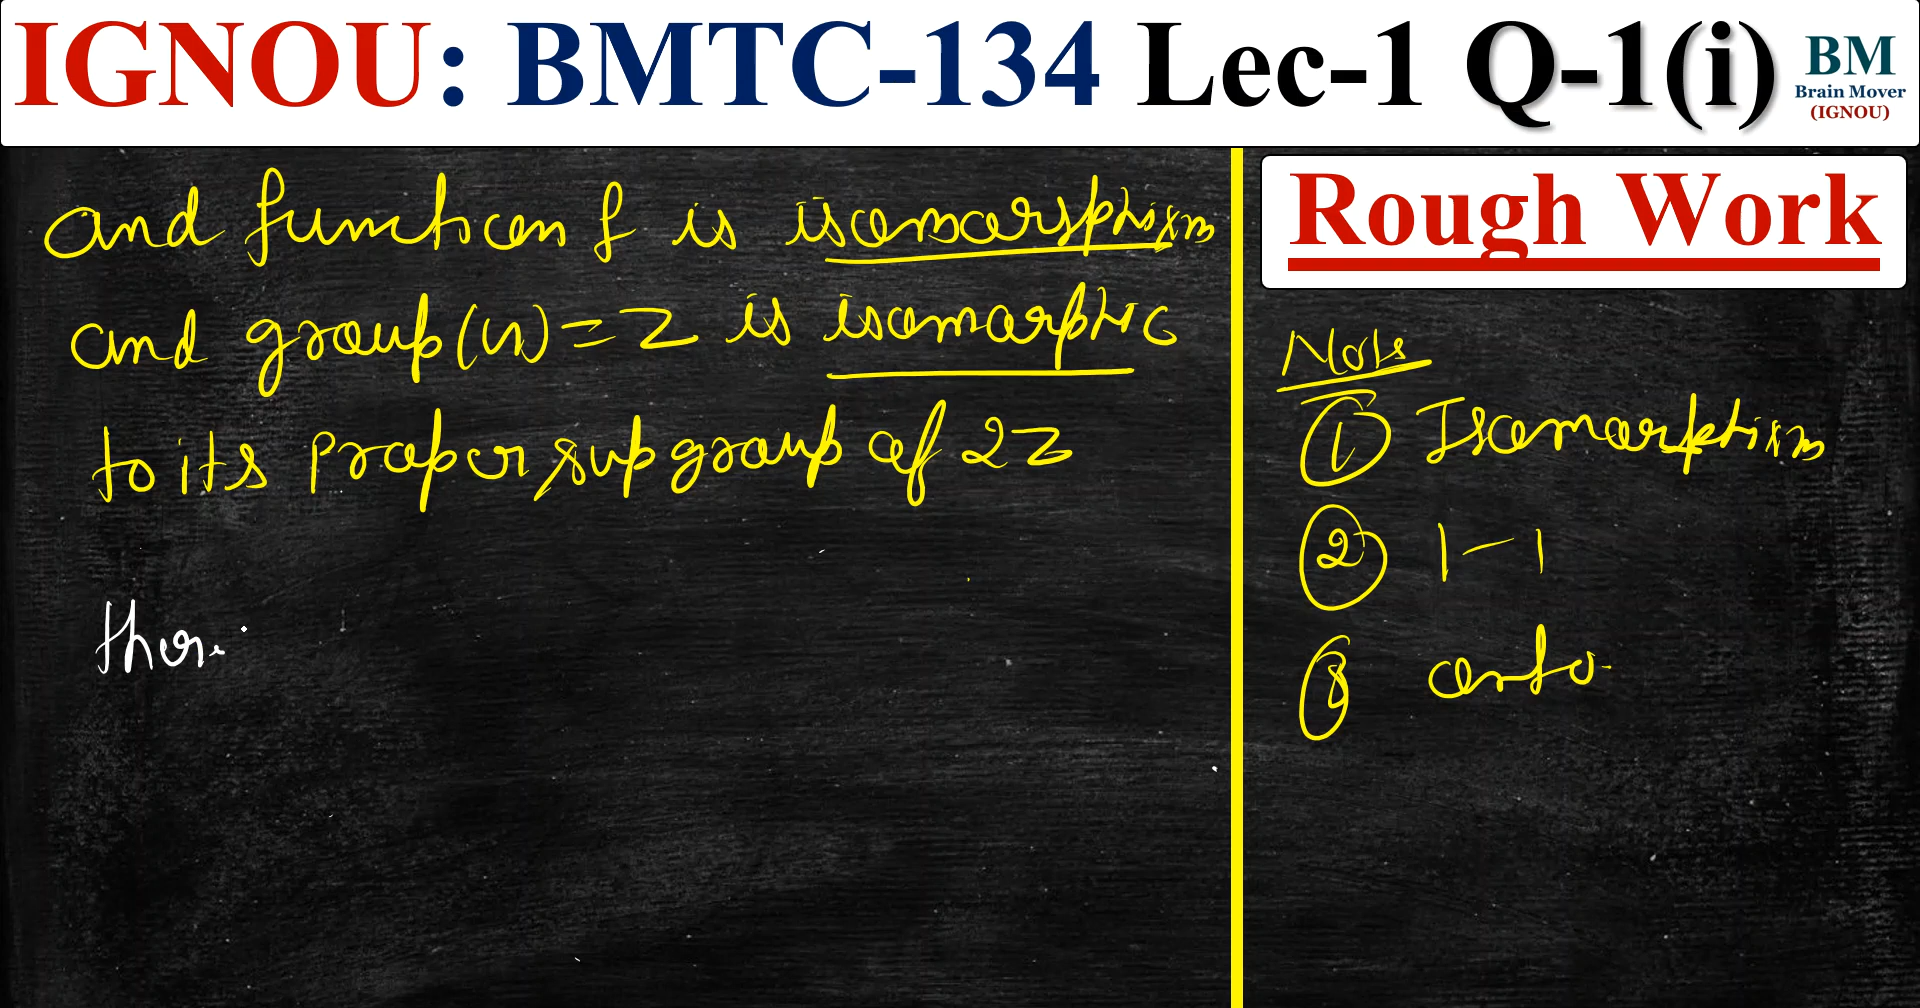 IGNOU: BMTC-134 Lec-1 Q-1(i)
BM
Brain Mover
(IGNOU)
and function f is isomorphism
and group(G) = Z is isomorphic
to its proper subgroup of 2Z
Rough Work
Note
① Isomorphism
② 1-1
③ onto